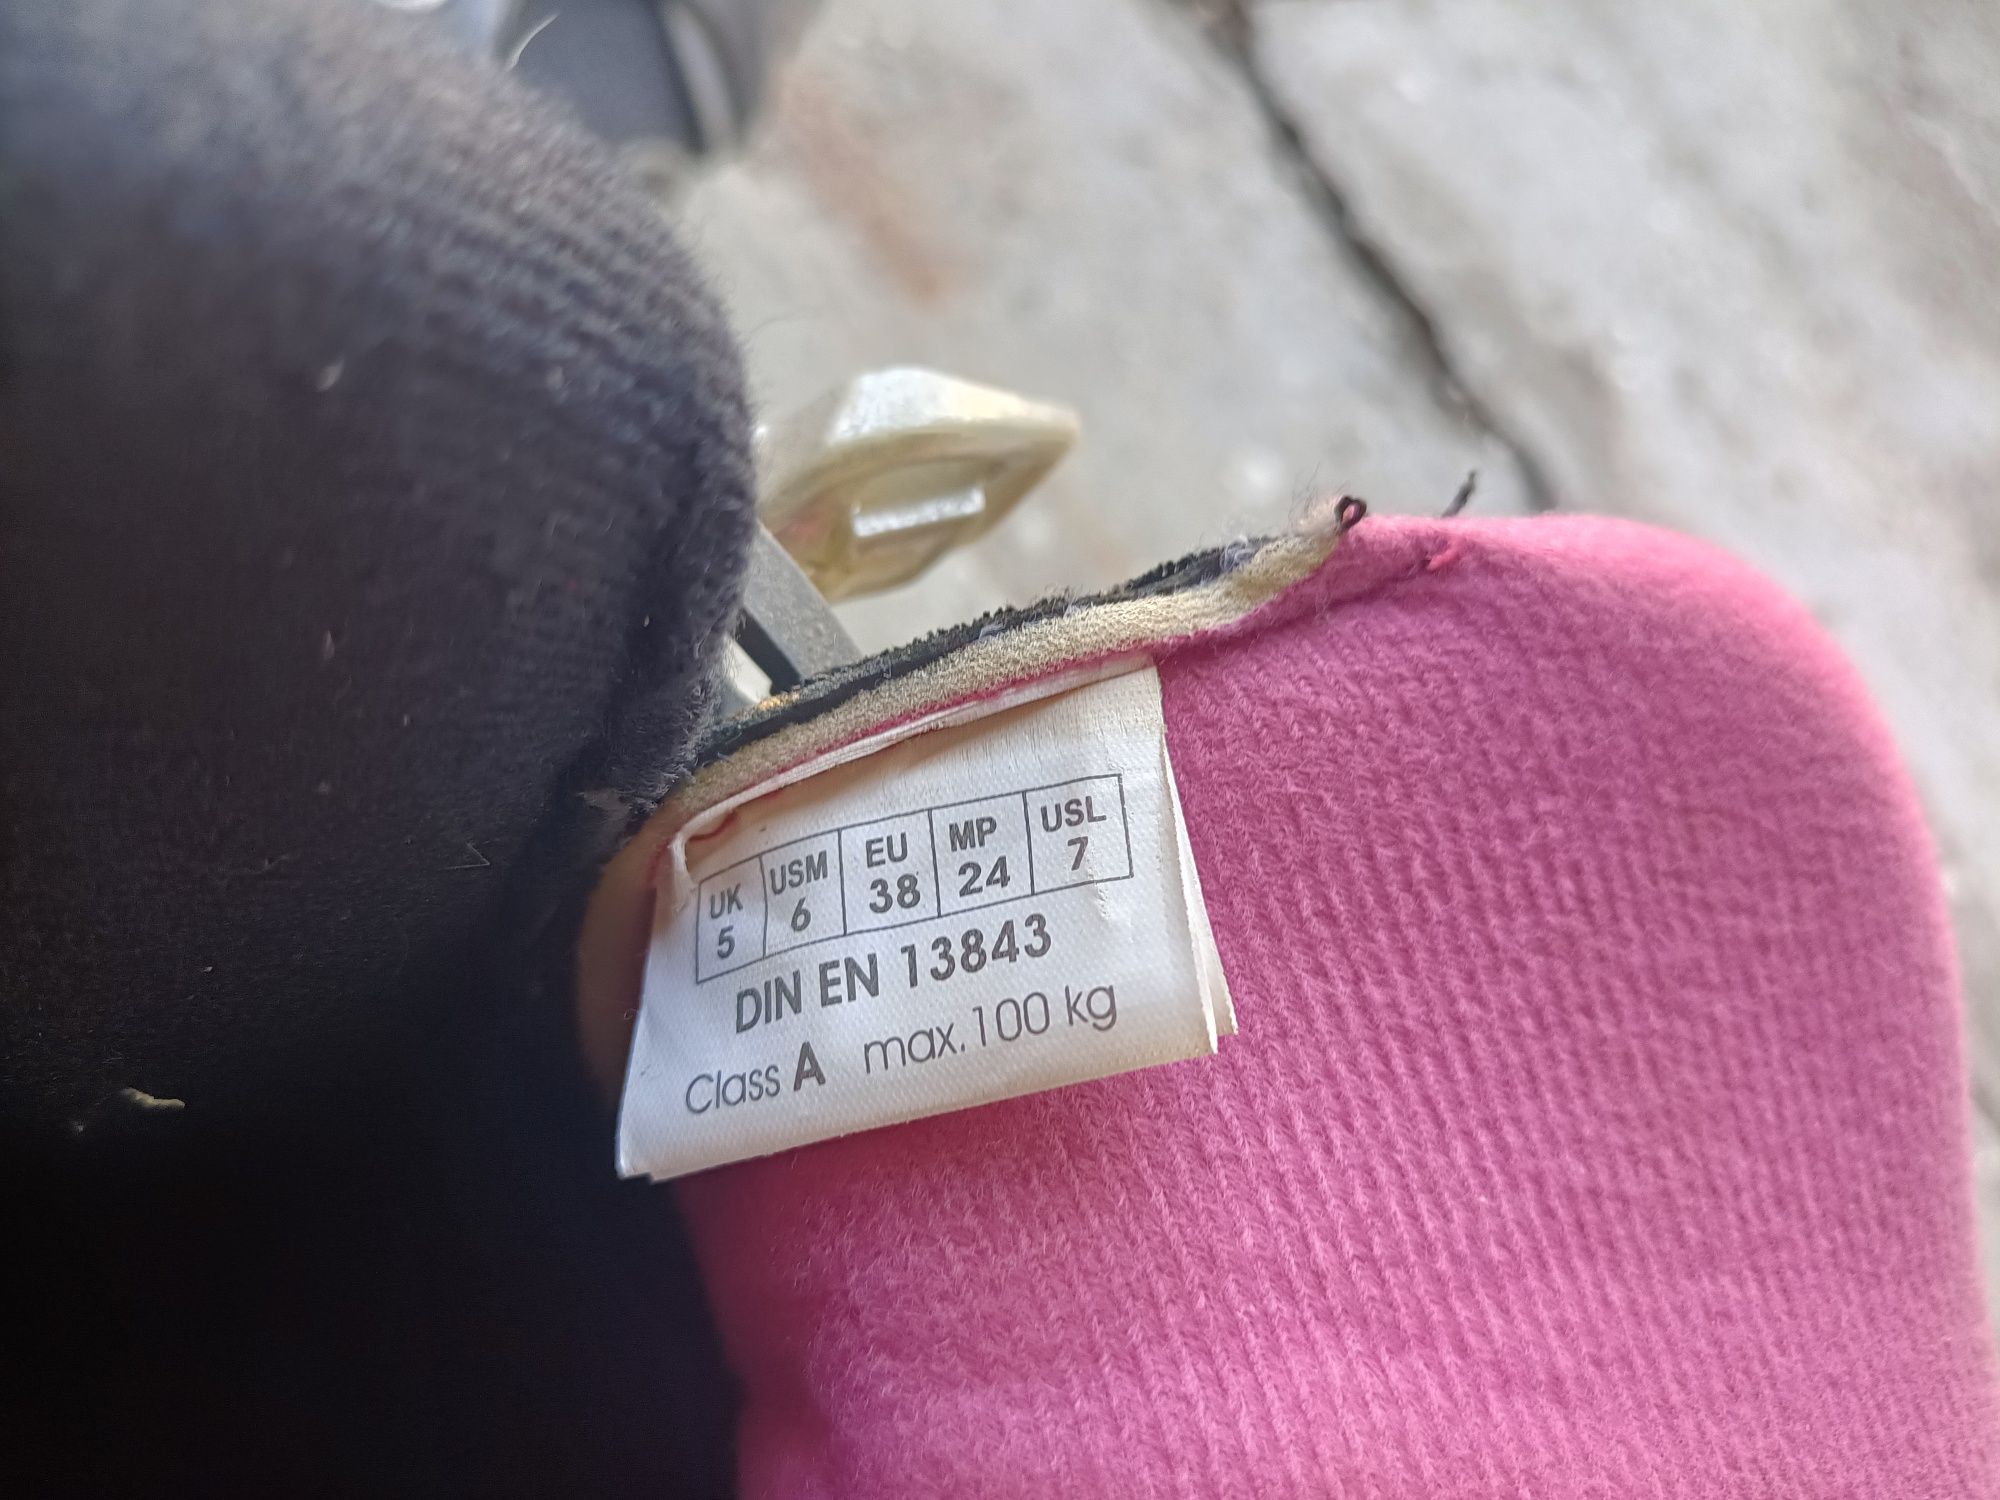 UK USM EU MP USL
5 6 38 24 7
DIN EN 13843
Class A max. 100 kg